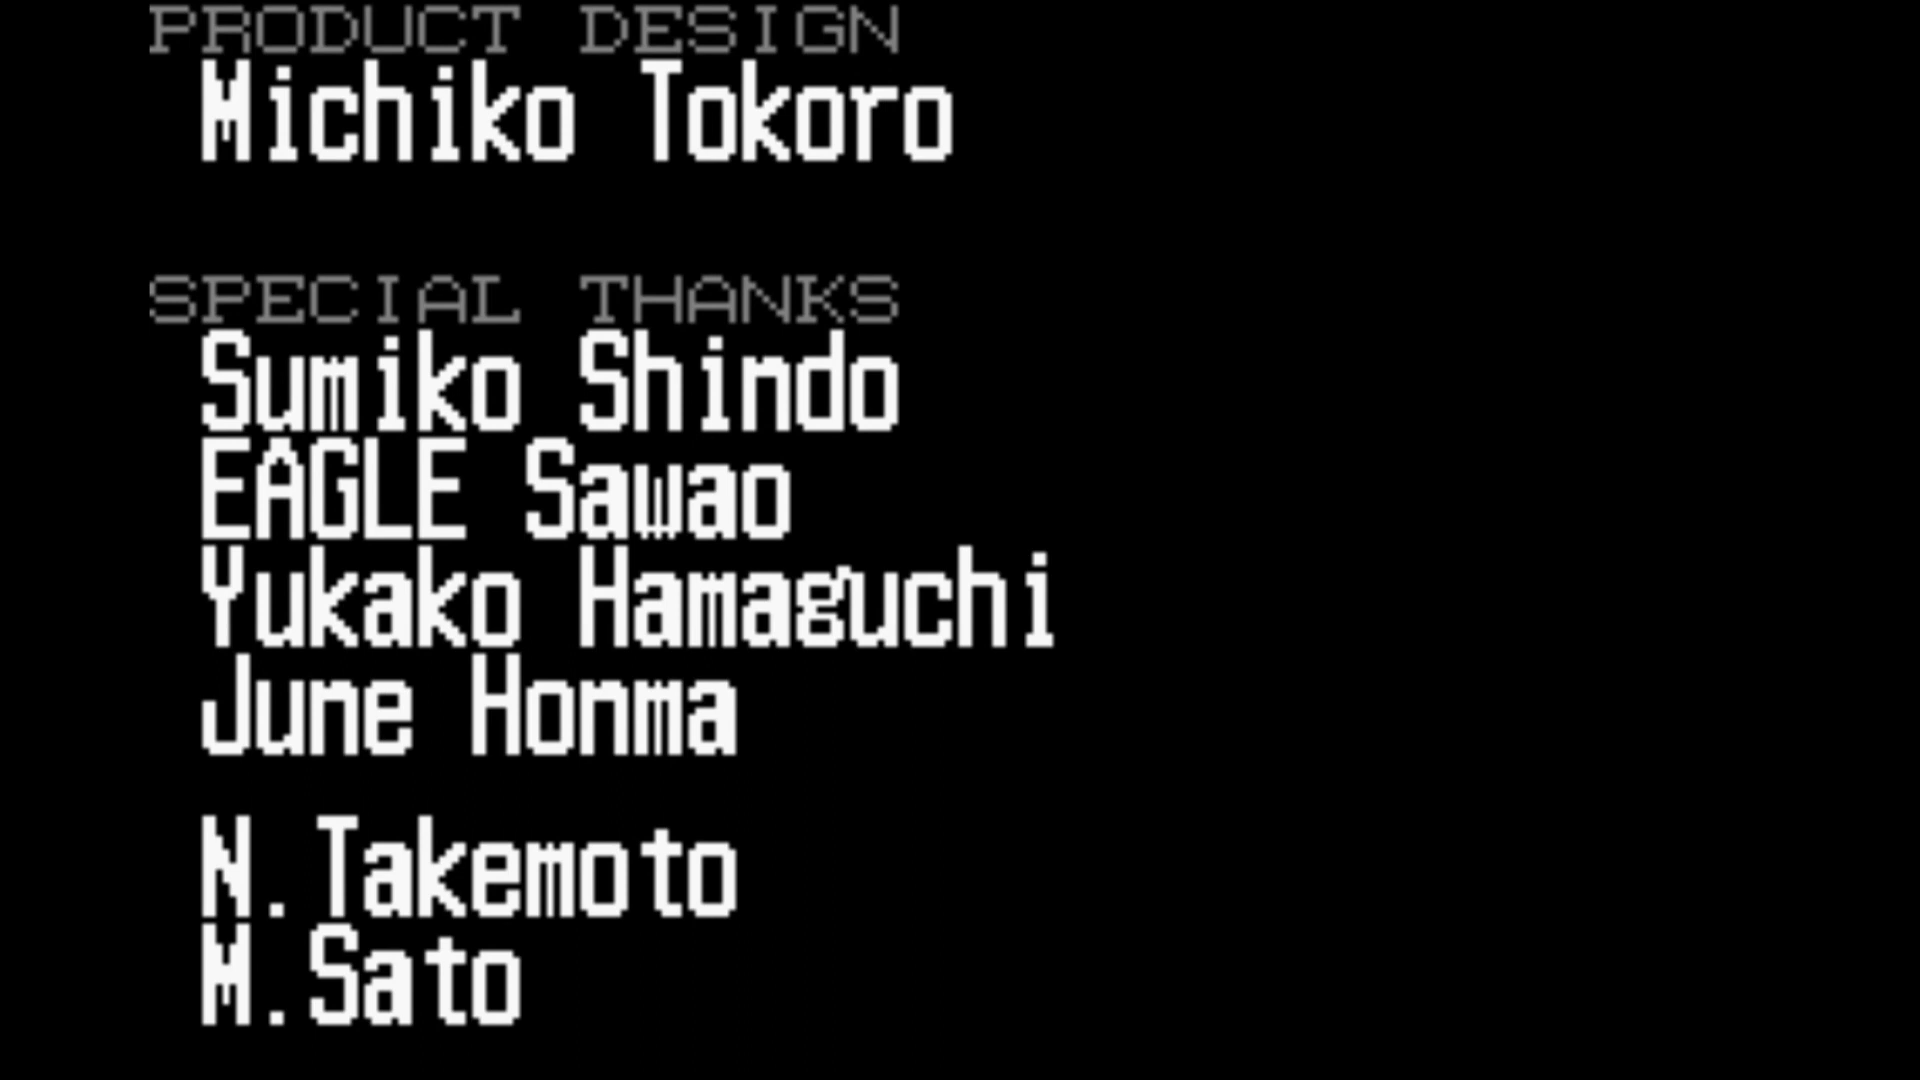 PRODUCT DESIGN
Michiko Tokoro
SPECIAL THANKS
Sumiko Shindo
EAGLE Sawao
Yukako Hamaguchi
June Honma
N.Takemoto
M.Sato